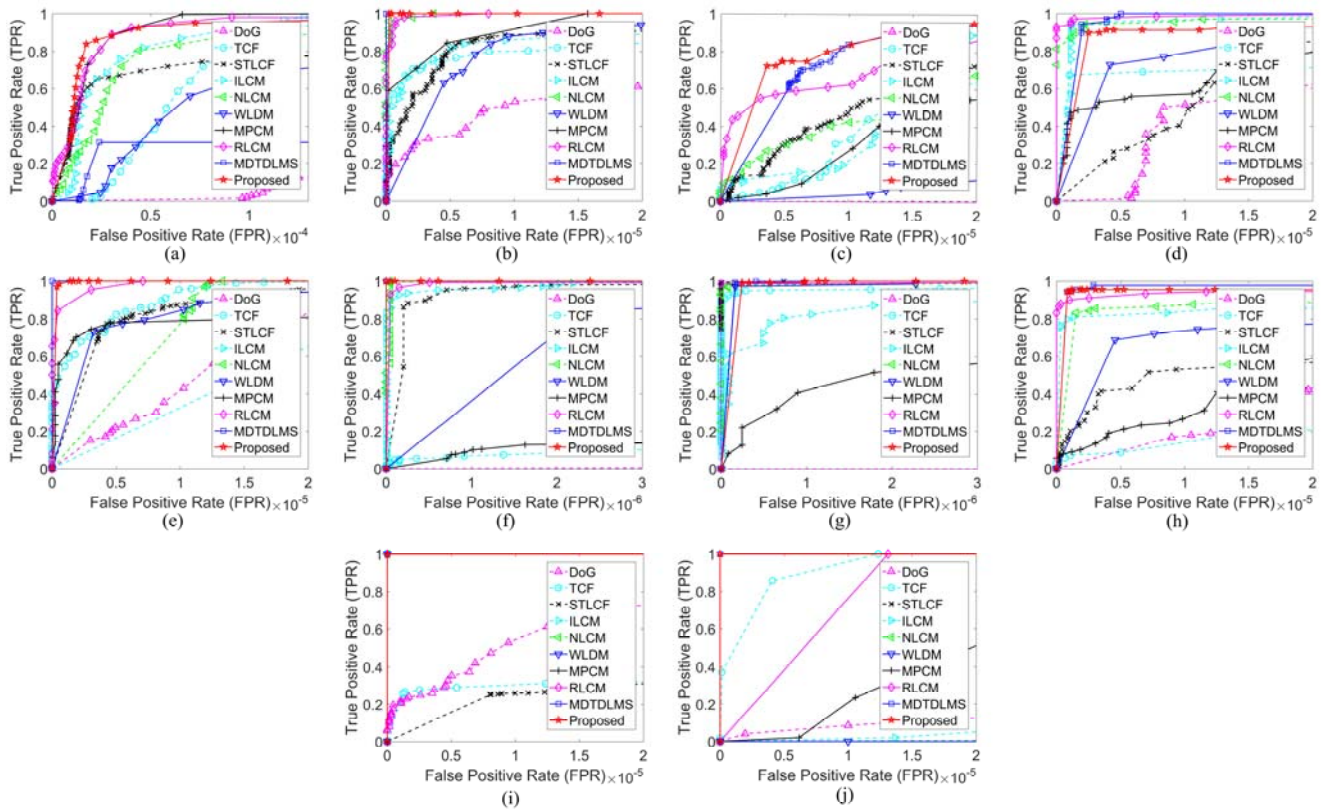 True Positive Rate (TPR)
1
0.8
0.6
0.4
0.2
0
0
0.5
1
False Positive Rate (FPR)×10⁻⁴
DoG
TCF
STLCF
ILCM
NLCM
WLDM
MPCM
RLCM
MDTDLMS
Proposed
(a)
True Positive Rate (TPR)
1
0.8
0.6
0.4
0.2
0
0
0.5
1
1.5
2
False Positive Rate (FPR)×10⁻⁵
DoG
TCF
STLCF
ILCM
NLCM
WLDM
MPCM
RLCM
MDTDLMS
Proposed
(b)
True Positive Rate (TPR)
1
0.8
0.6
0.4
0.2
0
0
0.5
1
1.5
2
False Positive Rate (FPR)×10⁻⁵
DoG
TCF
STLCF
ILCM
NLCM
WLDM
MPCM
RLCM
MDTDLMS
Proposed
(c)
True Positive Rate (TPR)
1
0.8
0.6
0.4
0.2
0
0
0.5
1
1.5
2
False Positive Rate (FPR)×10⁻⁵
DoG
TCF
STLCF
ILCM
NLCM
WLDM
MPCM
RLCM
MDTDLMS
Proposed
(d)
True Positive Rate (TPR)
1
0.8
0.6
0.4
0.2
0
0
0.5
1
1.5
2
False Positive Rate (FPR)×10⁻⁵
DoG
TCF
STLCF
ILCM
NLCM
WLDM
MPCM
RLCM
MDTDLMS
Proposed
(e)
True Positive Rate (TPR)
1
0.8
0.6
0.4
0.2
0
0
1
2
3
False Positive Rate (FPR)×10⁻⁶
DoG
TCF
STLCF
ILCM
NLCM
WLDM
MPCM
RLCM
MDTDLMS
Proposed
(f)
True Positive Rate (TPR)
1
0.8
0.6
0.4
0.2
0
0
1
2
3
False Positive Rate (FPR)×10⁻⁶
DoG
TCF
STLCF
ILCM
NLCM
WLDM
MPCM
RLCM
MDTDLMS
Proposed
(g)
True Positive Rate (TPR)
1
0.8
0.6
0.4
0.2
0
0
0.5
1
1.5
2
False Positive Rate (FPR)×10⁻⁵
DoG
TCF
STLCF
ILCM
NLCM
WLDM
MPCM
RLCM
MDTDLMS
Proposed
(h)
True Positive Rate (TPR)
1
0.8
0.6
0.4
0.2
0
0
0.5
1
1.5
2
False Positive Rate (FPR)×10⁻⁵
DoG
TCF
STLCF
ILCM
NLCM
WLDM
MPCM
RLCM
MDTDLMS
Proposed
(i)
True Positive Rate (TPR)
1
0.8
0.6
0.4
0.2
0
0
0.5
1
1.5
2
False Positive Rate (FPR)×10⁻⁵
DoG
TCF
STLCF
ILCM
NLCM
WLDM
MPCM
RLCM
MDTDLMS
Proposed
(j)